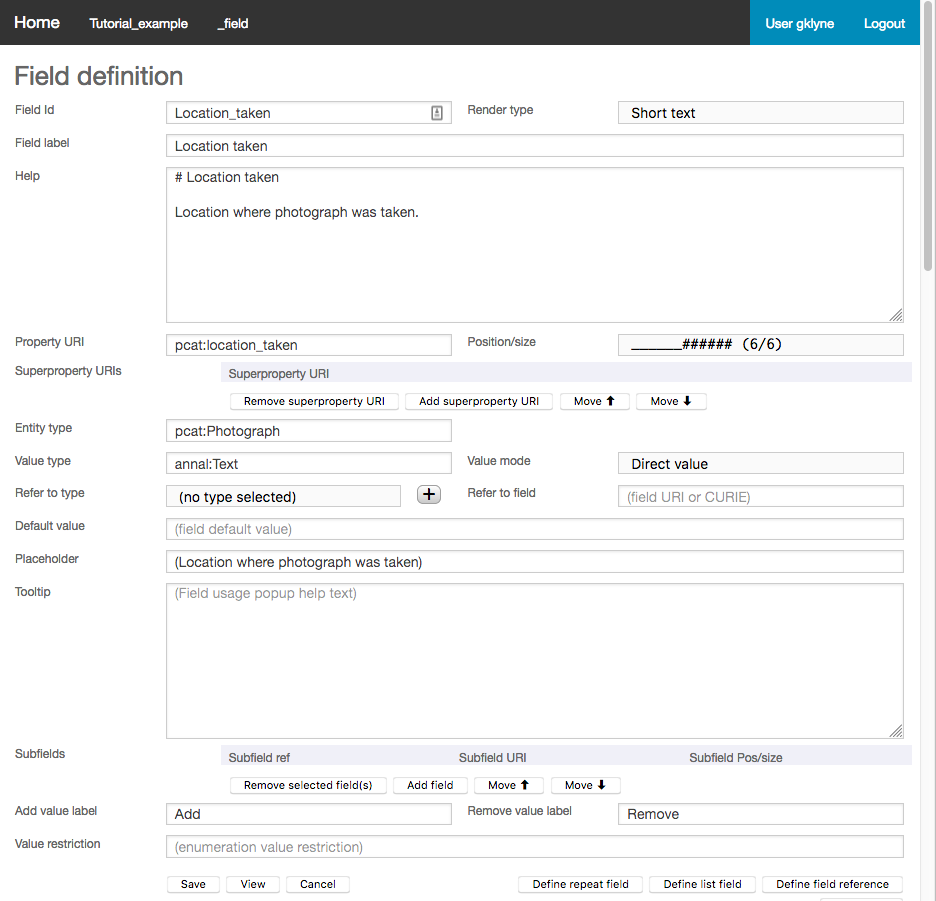 Home Tutorial_example _field User gklyne Logout
Field definition
Field Id Location_taken Render type Short text
Field label Location taken
Help # Location taken
Location where photograph was taken.
Property URI pcat:location_taken Position/size ______###### (6/6)
Superproperty URIs Superproperty URI
Remove superproperty URI Add superproperty URI Move ⬆ Move ⬇
Entity type pcat:Photograph
Value type annal:Text Value mode Direct value
Refer to type (no type selected) + Refer to field (field URI or CURIE)
Default value (field default value)
Placeholder (Location where photograph was taken)
Tooltip (Field usage popup help text)
Subfields Subfield ref Subfield URI Subfield Pos/size
Remove selected field(s) Add field Move ⬆ Move ⬇
Add value label Add Remove value label Remove
Value restriction (enumeration value restriction)
Save View Cancel Define repeat field Define list field Define field reference